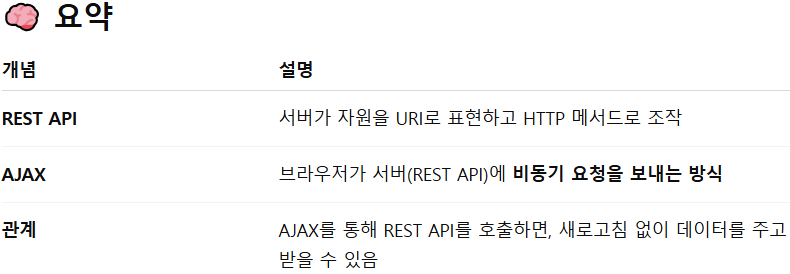 🧠 요약
개념 설명
REST API 서버가 자원을 URI로 표현하고 HTTP 메서드로 조작
AJAX 브라우저가 서버(REST API)에 비동기 요청을 보내는 방식
관계 AJAX를 통해 REST API를 호출하면, 새로고침 없이 데이터를 주고
받을 수 있음